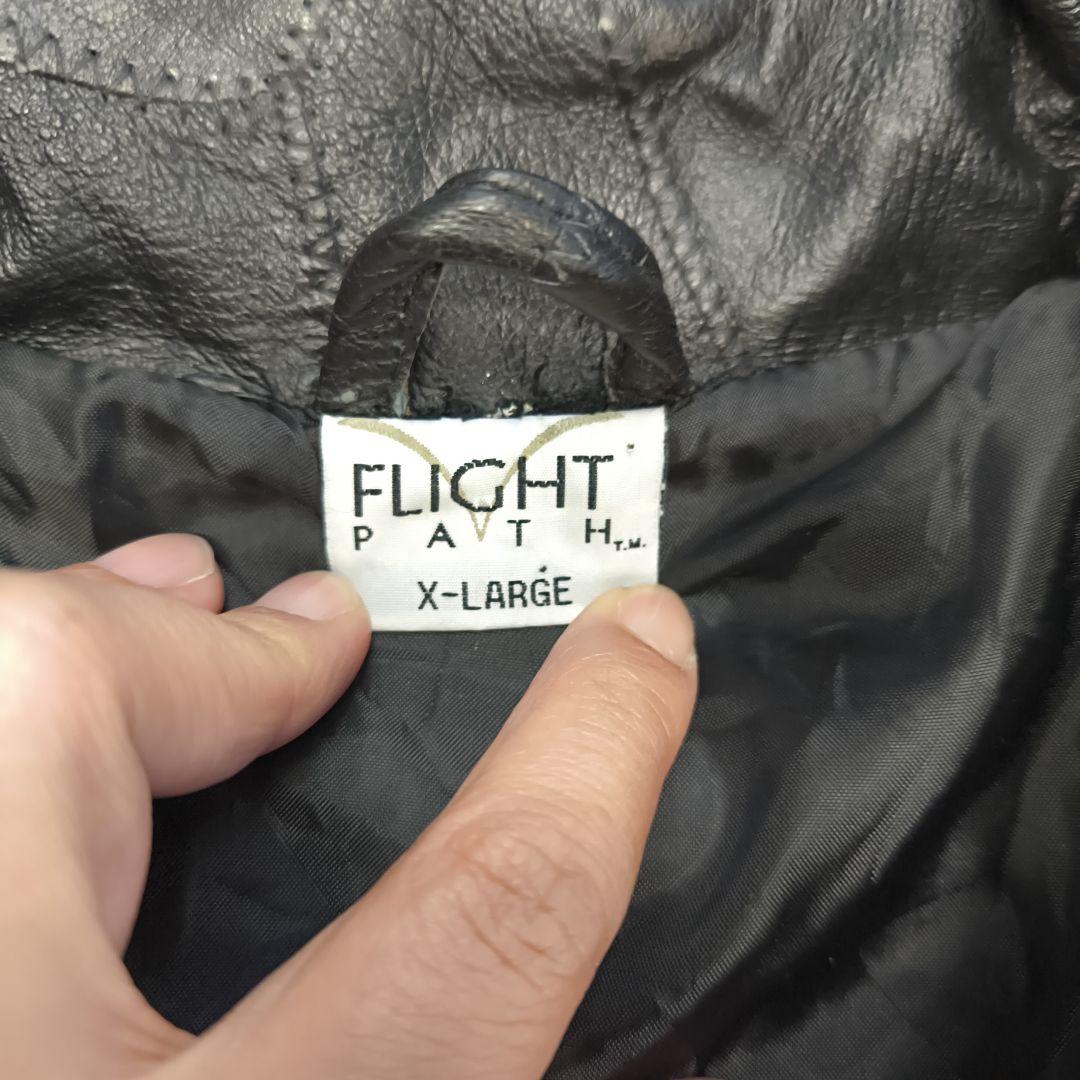 FLIGHT
PATH T.M.
X-LARGE